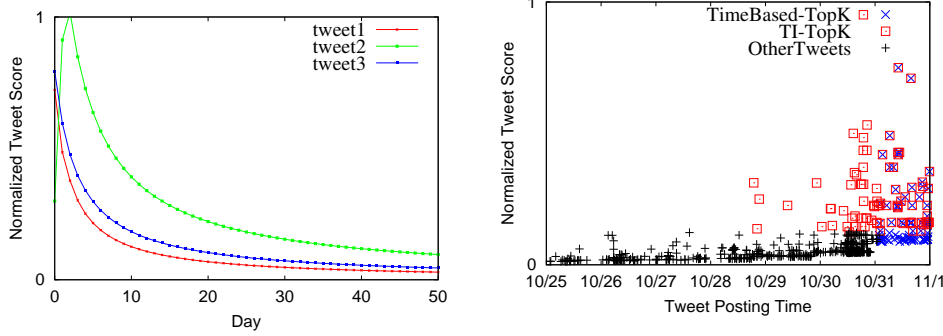 1
tweet1
tweet2
tweet3
Normalized Tweet Score
0
0 10 20 30 40 50
Day
1
TimeBased-TopK
TI-TopK
OtherTweets
Normalized Tweet Score
0
10/25 10/26 10/27 10/28 10/29 10/30 10/31 11/1
Tweet Posting Time